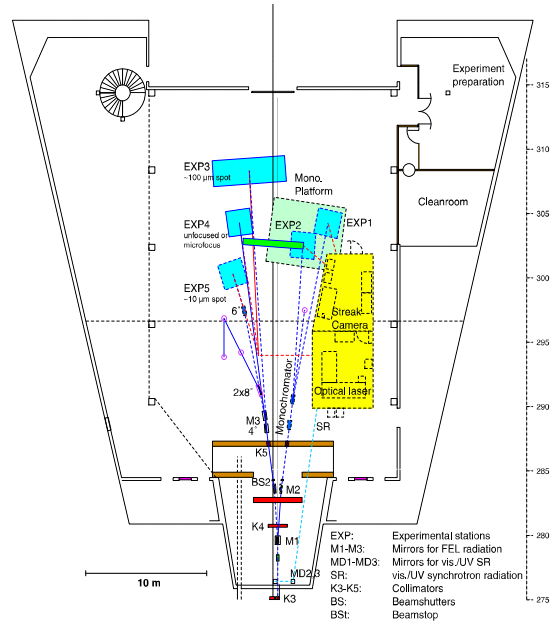 315
Experiment
preparation
310
EXP3
~100 µm spot
Mono.
Platform
Cleanroom
305
EXP4
unfocused or
microfocus
EXP2
EXP1
300
EXP5
~10 µm spot
6°
Streak
Camera
295
Monochromator
2x8°
Optical laser
290
M3
4°
SR
K5
285
BS2
M2
K4
280
M1
MD2,3
275
K3
10 m
EXP: Experimental stations
M1-M3: Mirrors for FEL radiation
MD1-MD3: Mirrors for vis./UV SR
SR: vis./UV synchrotron radiation
K3-K5: Collimators
BS: Beamshutters
BSt: Beamstop